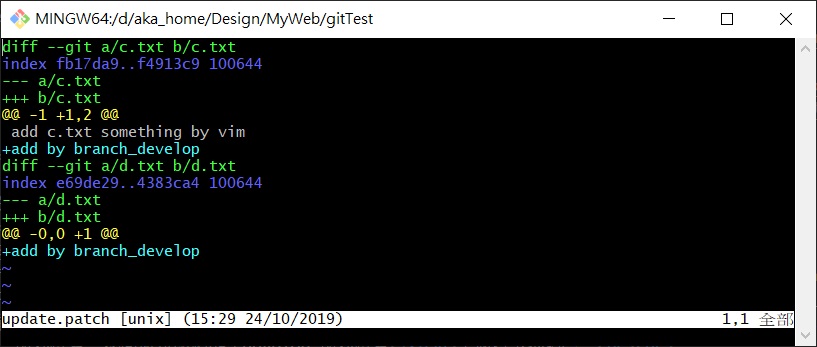 MINGW64:/d/aka_home/Design/MyWeb/gitTest
diff --git a/c.txt b/c.txt
index fb17da9..f4913c9 100644
--- a/c.txt
+++ b/c.txt
@@ -1 +1,2 @@
 add c.txt something by vim
+add by branch_develop
diff --git a/d.txt b/d.txt
index e69de29..4383ca4 100644
--- a/d.txt
+++ b/d.txt
@@ -0,0 +1 @@
+add by branch_develop
~
~
~
update.patch [unix] (15:29 24/10/2019) 1,1 全部